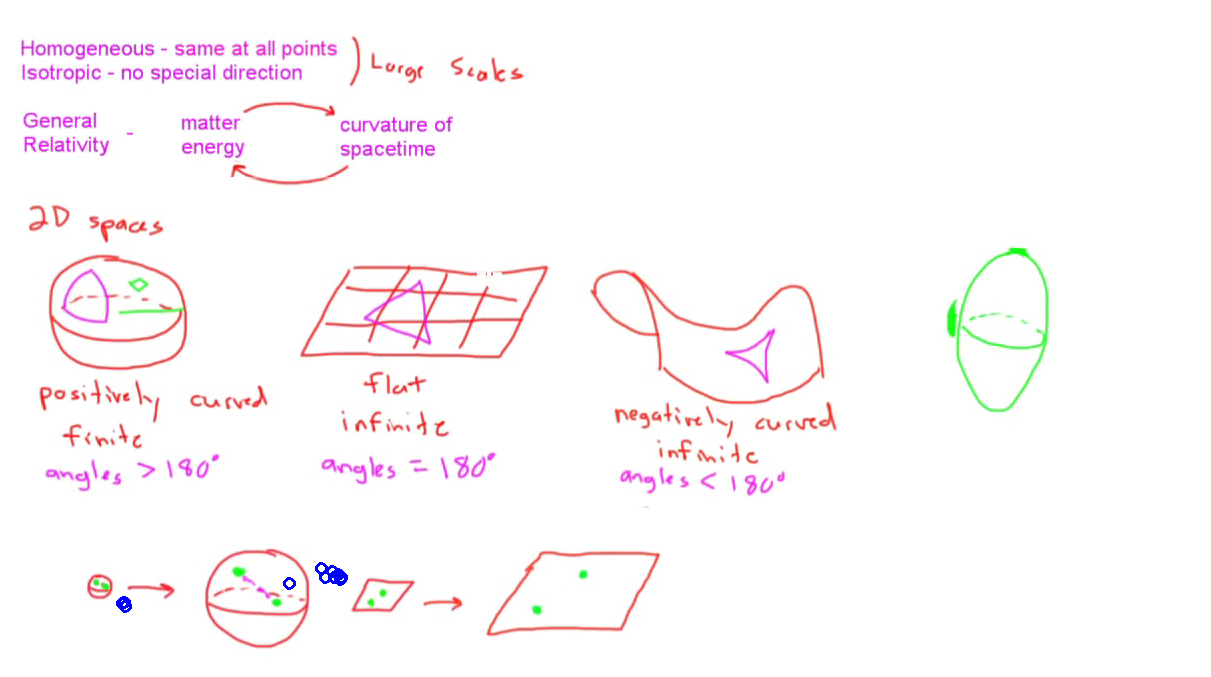 Homogeneous - same at all points
Isotropic - no special direction
Large Scales
General Relativity -
matter energy
curvature of spacetime
2D spaces
positively curved
finite
angles > 180°
flat
infinite
angles = 180°
negatively curved
infinite
angles < 180°